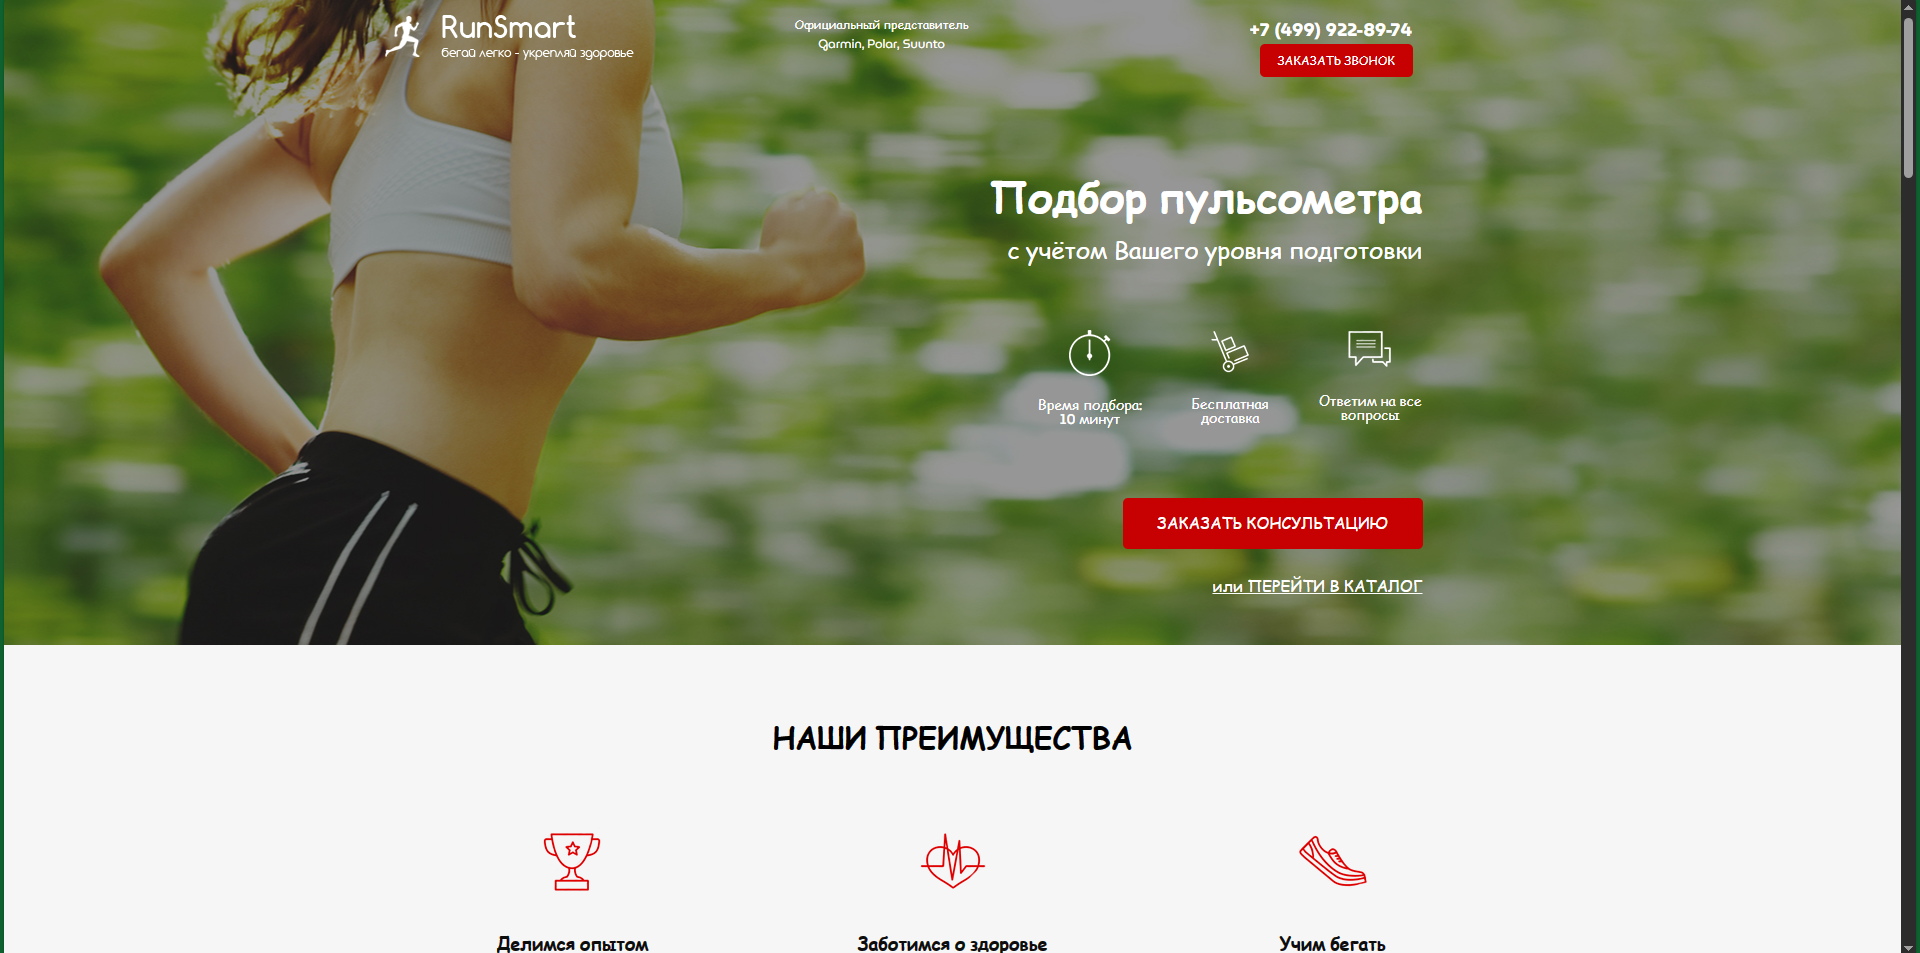 RunSmart
бегай легко - укрепляй здоровье
Официальный представитель
Garmin, Polar, Suunto
+7 (499) 922-89-74
ЗАКАЗАТЬ ЗВОНОК
Подбор пульсометра
с учётом Вашего уровня подготовки
Время подбора:
10 минут
Бесплатная
доставка
Ответим на все
вопросы
ЗАКАЗАТЬ КОНСУЛЬТАЦИЮ
или ПЕРЕЙТИ В КАТАЛОГ
НАШИ ПРЕИМУЩЕСТВА
Делимся опытом
Заботимся о здоровье
Учим бегать